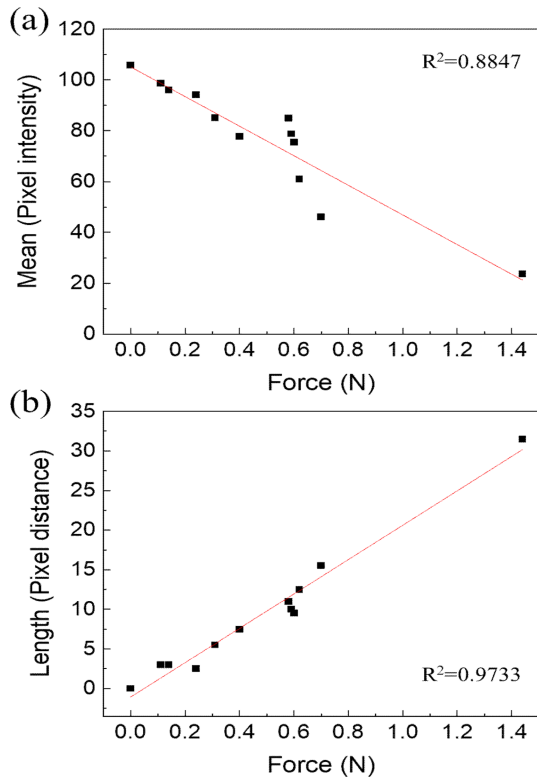 (a)
R²=0.8847
Mean (Pixel intensity)
120
100
80
60
40
20
0
0.0 0.2 0.4 0.6 0.8 1.0 1.2 1.4
Force (N)
(b)
Length (Pixel distance)
35
30
25
20
15
10
5
0
R²=0.9733
0.0 0.2 0.4 0.6 0.8 1.0 1.2 1.4
Force (N)